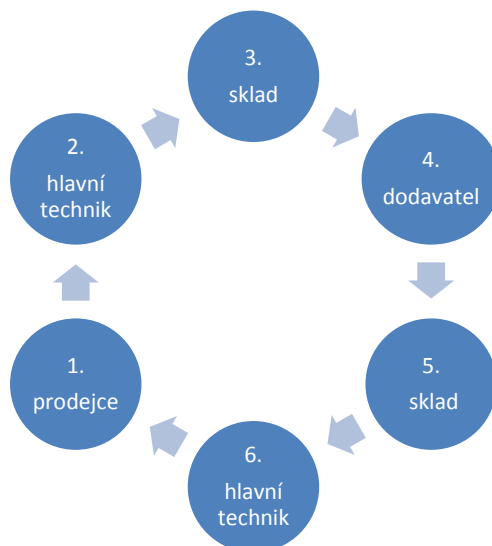 1.
prodejce
2.
hlavní
technik
3.
sklad
4.
dodavatel
5.
sklad
6.
hlavní
technik